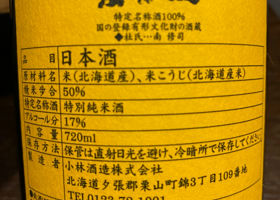 特定名称酒100%
国の登録有形文化財の酒蔵
◆杜氏…南 修司
品目 日本酒
原材料名 米(北海道産)、米こうじ(北海道産米)
精米歩合 50%
特定名称酒 特別純米酒
アルコール分 17%
内容量 720ml
保存方法 保管は直射日光を避け、冷暗所で保存してください。
製造者 小林酒造株式会社
北海道夕張郡栗山町錦3丁目109番地